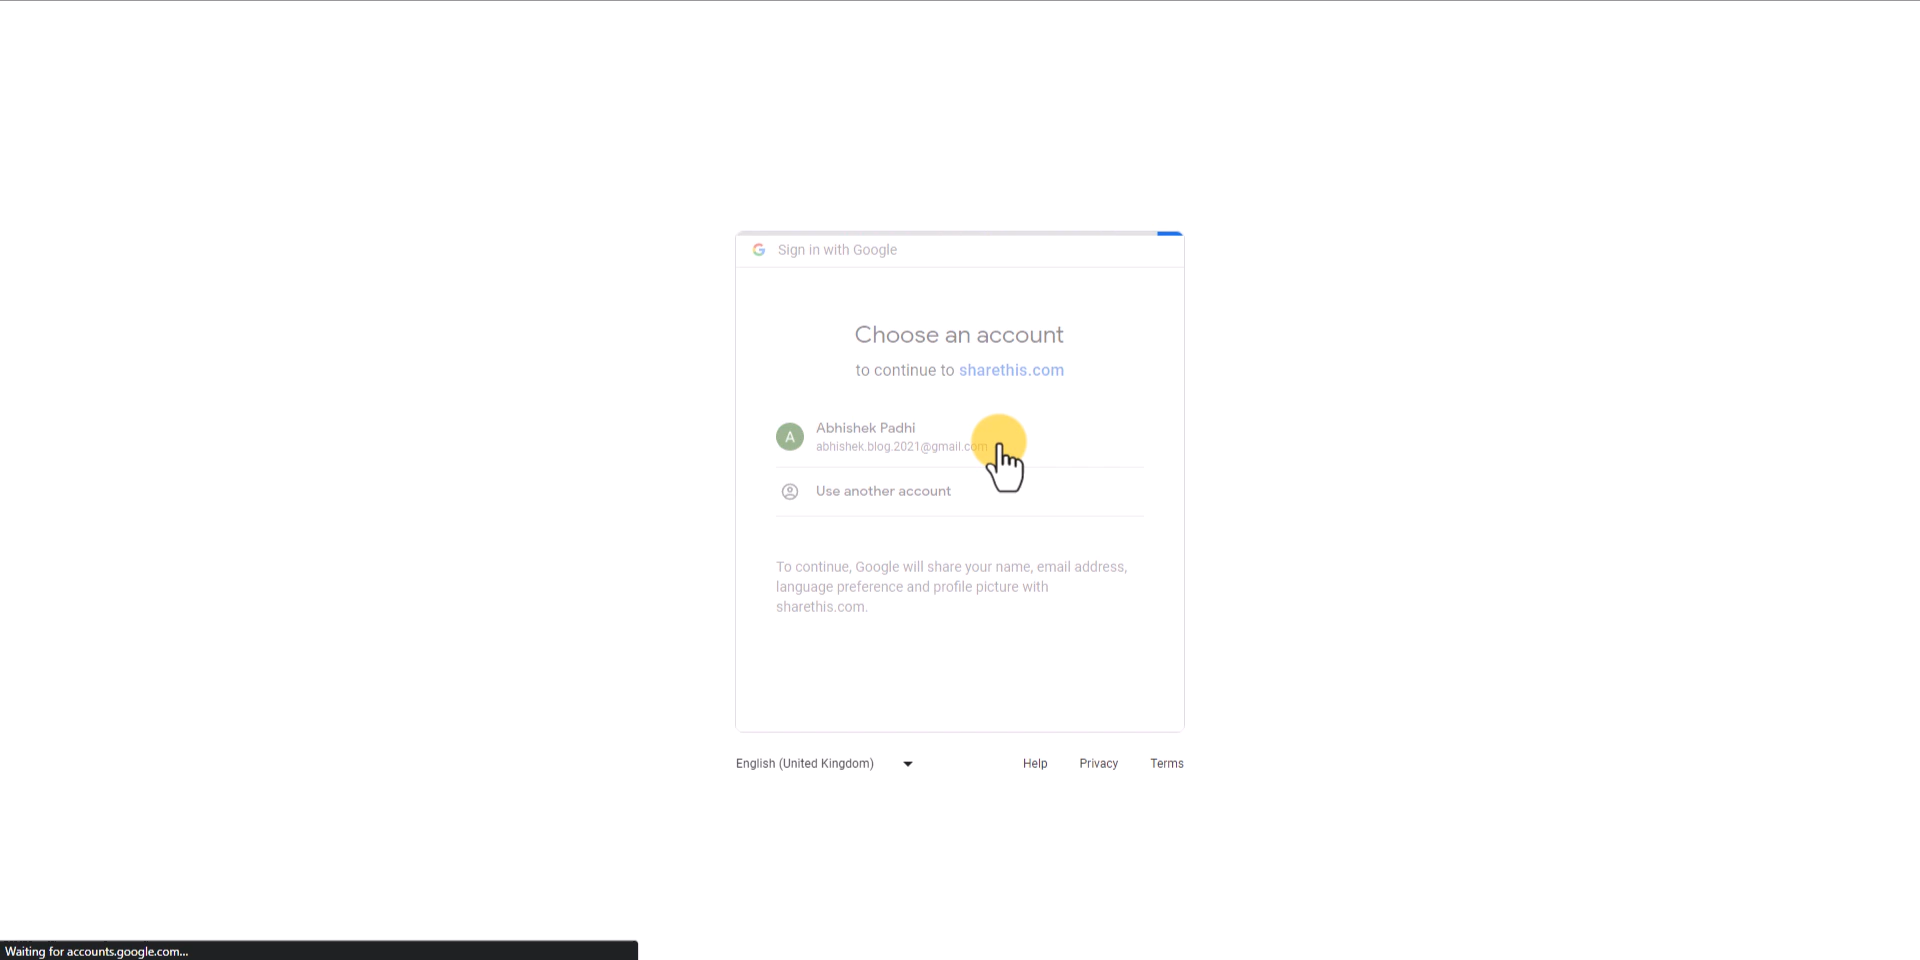 Sign in with Google
Choose an account
to continue to sharethis.com
A
Abhishek Padhi
abhishek.blog.2021@gmail.com
Use another account
To continue, Google will share your name, email address,
language preference and profile picture with
sharethis.com.
English (United Kingdom)
Help
Privacy
Terms
Waiting for accounts.google.com...